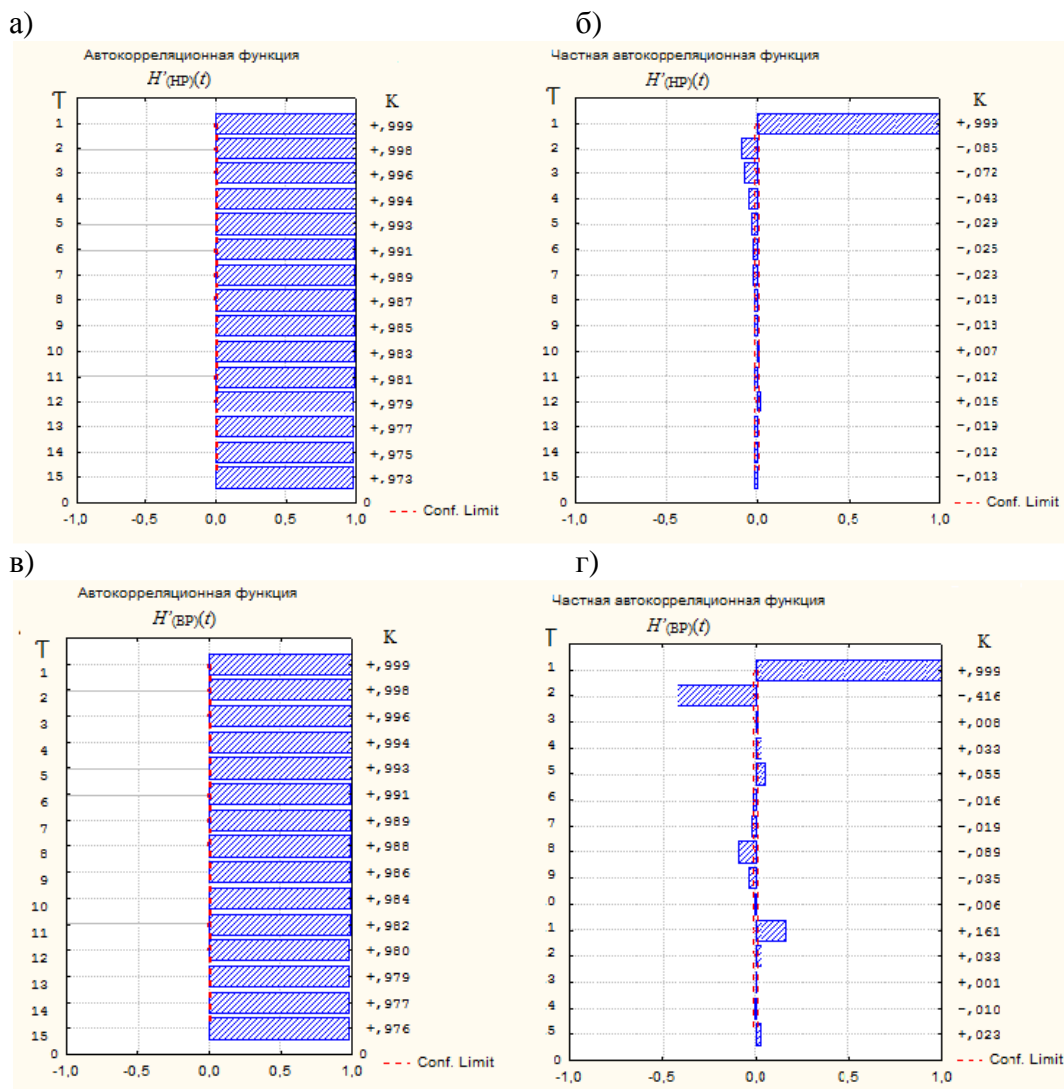 а)
Автокорреляционная функция
H'(НР)(t)
T K
1 +,999
2 +,998
3 +,996
4 +,994
5 +,993
6 +,991
7 +,989
8 +,987
9 +,985
10 +,983
11 +,981
12 +,979
13 +,977
14 +,975
15 +,973
0 0
-1,0 -0,5 0,0 0,5 1,0
Conf. Limit
б)
Частная автокорреляционная функция
H'(НР)(t)
T K
1 +,999
2 -,085
3 -,072
4 -,043
5 -,029
6 -,025
7 -,023
8 -,013
9 -,013
10 +,007
11 -,012
12 +,015
13 -,019
14 -,012
15 -,013
0
-1,0 -0,5 0,0 0,5 1,0
Conf. Limit
в)
Автокорреляционная функция
H'(ВР)(t)
T K
1 +,999
2 +,998
3 +,996
4 +,994
5 +,993
6 +,991
7 +,989
8 +,988
9 +,986
10 +,984
11 +,982
12 +,980
13 +,979
14 +,977
15 +,976
0 0
-1,0 -0,5 0,0 0,5 1,0
Conf. Limit
г)
Частная автокорреляционная функция
H'(ВР)(t)
T K
1 +,999
2 -,416
3 +,008
4 +,033
5 +,055
6 -,016
7 -,019
8 -,089
9 -,035
0 -,006
1 +,161
2 +,033
3 +,001
4 -,010
5 +,023
0
-1,0 -0,5 0,0 0,5 1,0
Conf. Limit